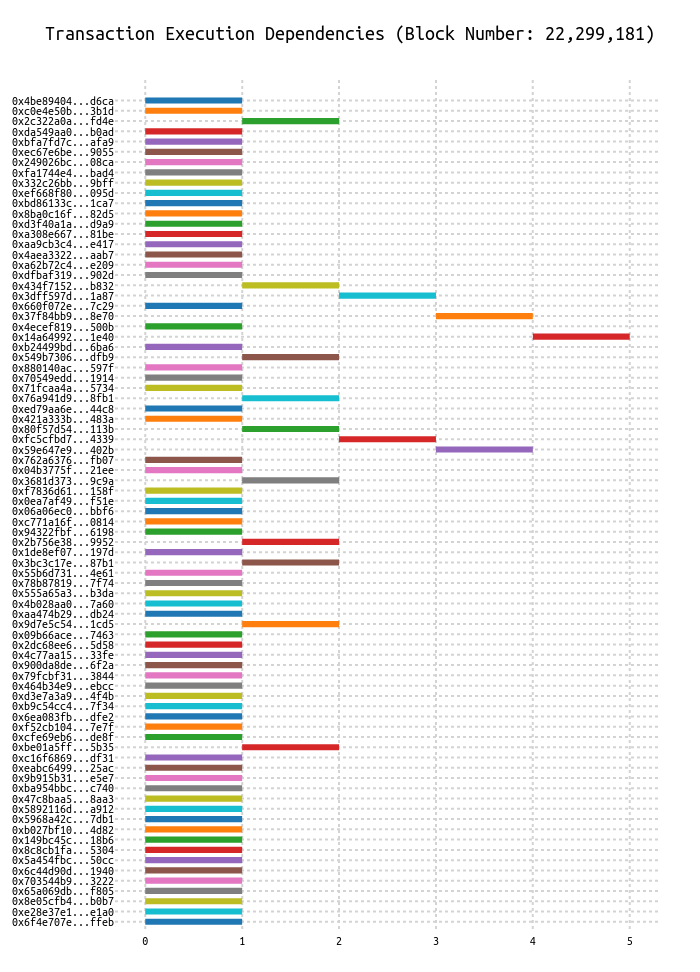 Transaction Execution Dependencies (Block Number: 22,299,181)
0x4be89404...d6ca
0xc0e4e50b...3b1d
0x2c322a0a...fd4e
0xda549aa0...b0ad
0xbfa7fd7c...afa9
0xec67e6be...9055
0x249026bc...08ca
0xfa1744e4...bad4
0x332c26bb...9bff
0xef668f80...095d
0xbd86133c...1ca7
0x8ba0c16f...82d5
0xd3f40a1a...d9a9
0xa308e667...81be
0xaa9cb3c4...e417
0x4aea3322...aab7
0xa62b72c4...e209
0xdfbaf319...902d
0x434f7152...b832
0x3dff597d...1a87
0x660f072e...7c29
0x37f84bb9...8e70
0x4ecef819...500b
0x14a64992...1e40
0xb24499bd...6ba6
0x549b7306...dfb9
0x880140ac...597f
0x70549edd...1914
0x71fcaa4a...5734
0x76a941d9...8fb1
0xed79aa6e...44c8
0x421a333b...483a
0x80f57d54...113b
0xfc5cfbd7...4339
0x59e647e9...402b
0x762a6376...fb07
0x04b3775f...21ee
0x3681d373...9c9a
0xf7836d61...158f
0x0ea7af49...f51e
0x06a06ec0...bbf6
0xc771a16f...0814
0x94322fbf...6198
0x2b756e38...9952
0x1de8ef07...197d
0x3bc3c17e...87b1
0x55b6d731...4e61
0x78b87819...7f74
0x555a65a3...b3da
0x4b028aa0...7a60
0xaa474b29...db24
0x9d7e5c54...1cd5
0x09b66ace...7463
0x2dc68ee6...5d58
0x4c77aa15...33fe
0x900da8de...6f2a
0x79fcbf31...3844
0x464b34e9...ebcc
0xd3e7a3a9...4f4b
0xb9c54cc4...7f34
0x6ea083fb...dfe2
0xf52cb104...7e7f
0xcfe69eb6...de8f
0xbe01a5ff...5b35
0xc16f6869...df31
0xeabc6499...25ac
0x9b915b31...e5e7
0xba954bbc...c740
0x47c8baa5...8aa3
0x5892116d...a912
0x5968a42c...7db1
0xb027bf10...4d82
0x149bc45c...18b6
0x8c8cb1fa...5304
0x5a454fbc...50cc
0x6c44d90d...1940
0x703544b9...3222
0x65a069db...f805
0x8e05cfb4...b0b7
0xe28e37e1...e1a0
0x6f4e707e...ffeb
0 1 2 3 4 5